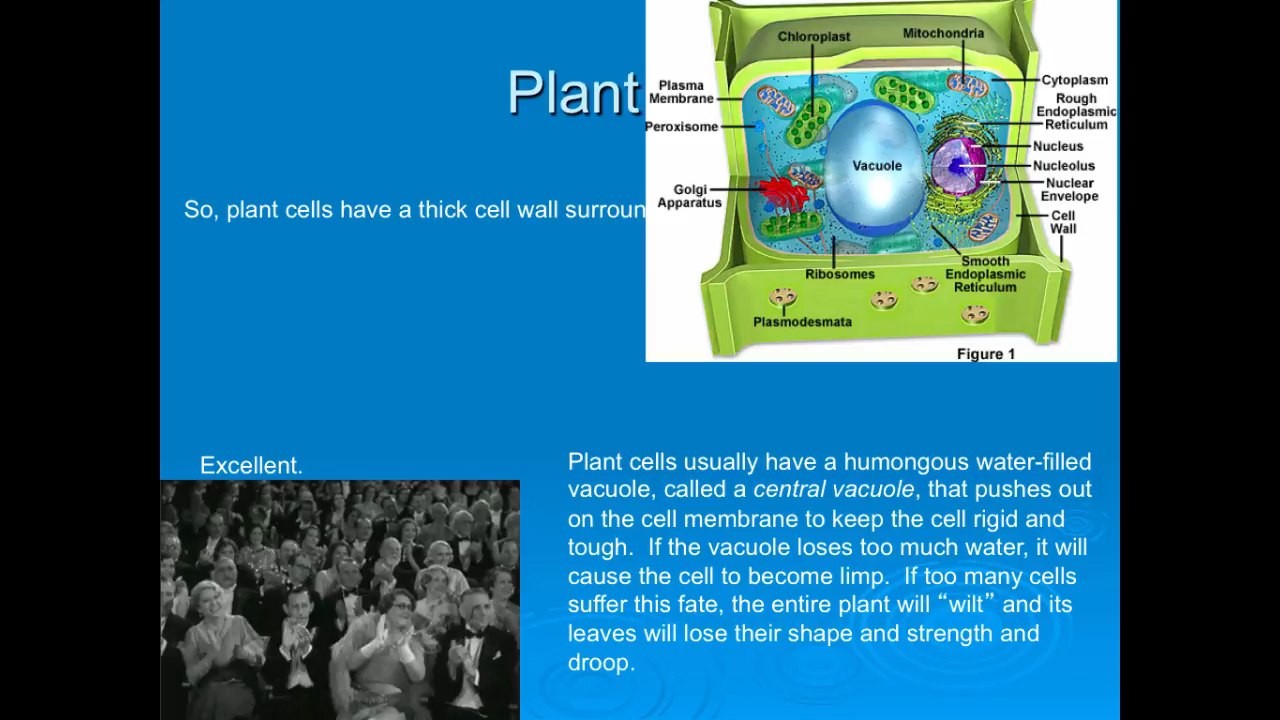 Plant
So, plant cells have a thick cell wall surroun
Chloroplast
Mitochondria
Plasma
Membrane
Cytoplasm
Rough
Endoplasmic
Reticulum
Peroxisome
Nucleus
Vacuole
Nucleolus
Golgi
Apparatus
Nuclear
Envelope
Cell
Wall
Ribosomes
Smooth
Endoplasmic
Reticulum
Plasmodesmata
Figure 1
Excellent.
Plant cells usually have a humongous water-filled
vacuole, called a central vacuole, that pushes out
on the cell membrane to keep the cell rigid and
tough. If the vacuole loses too much water, it will
cause the cell to become limp. If too many cells
suffer this fate, the entire plant will “wilt” and its
leaves will lose their shape and strength and
droop.